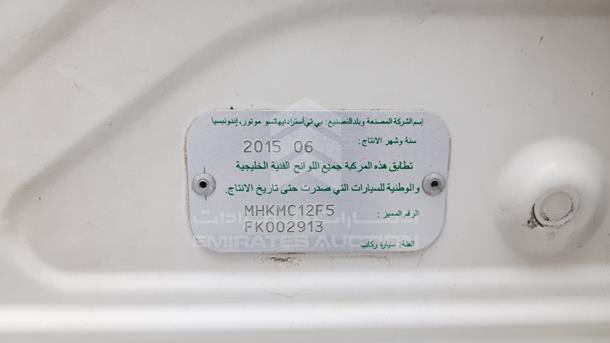 إسم الشركة المصنعة وبلد التصنيع: بي تي أسترا دايهاتسو موتور، إندونيسيا
سنة وشهر الانتاج: 2015 06
تطابق هذه المركبة جميع اللوائح الفنية الخليجية
والوطنية للسيارات التي صدرت حتى تاريخ الانتاج.
الرقم المميز: MHKMC12F5
FK002913
الفئة: سيارة ركاب
الإمارات للمزادات
EMIRATES AUCTION